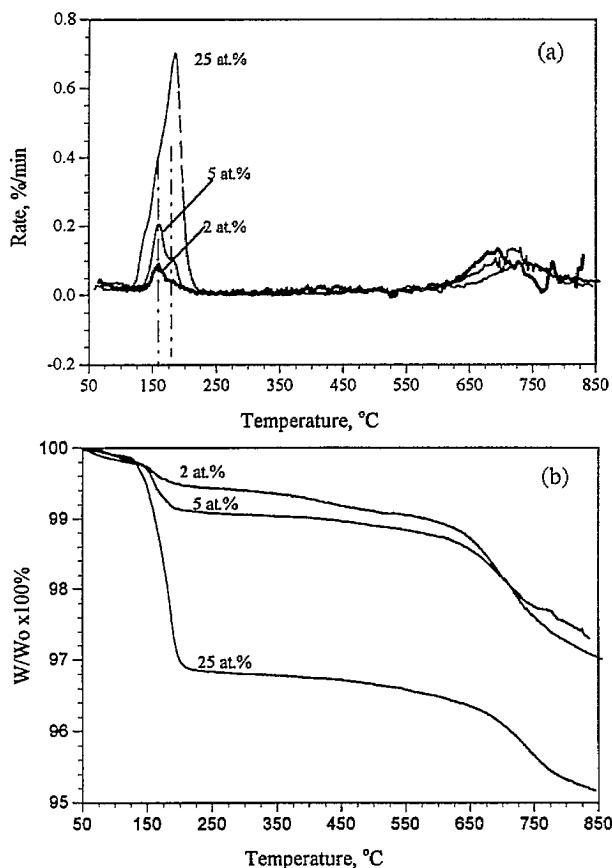 (a)
0.8
0.6
0.4
0.2
0.0
-0.2
Rate, %/min
25 at.%
5 at.%
2 at.%
50 150 250 350 450 550 650 750 850
Temperature, °C
(b)
100
99
98
97
96
95
W/Wo x100%
2 at.%
5 at.%
25 at.%
50 150 250 350 450 550 650 750 850
Temperature, °C